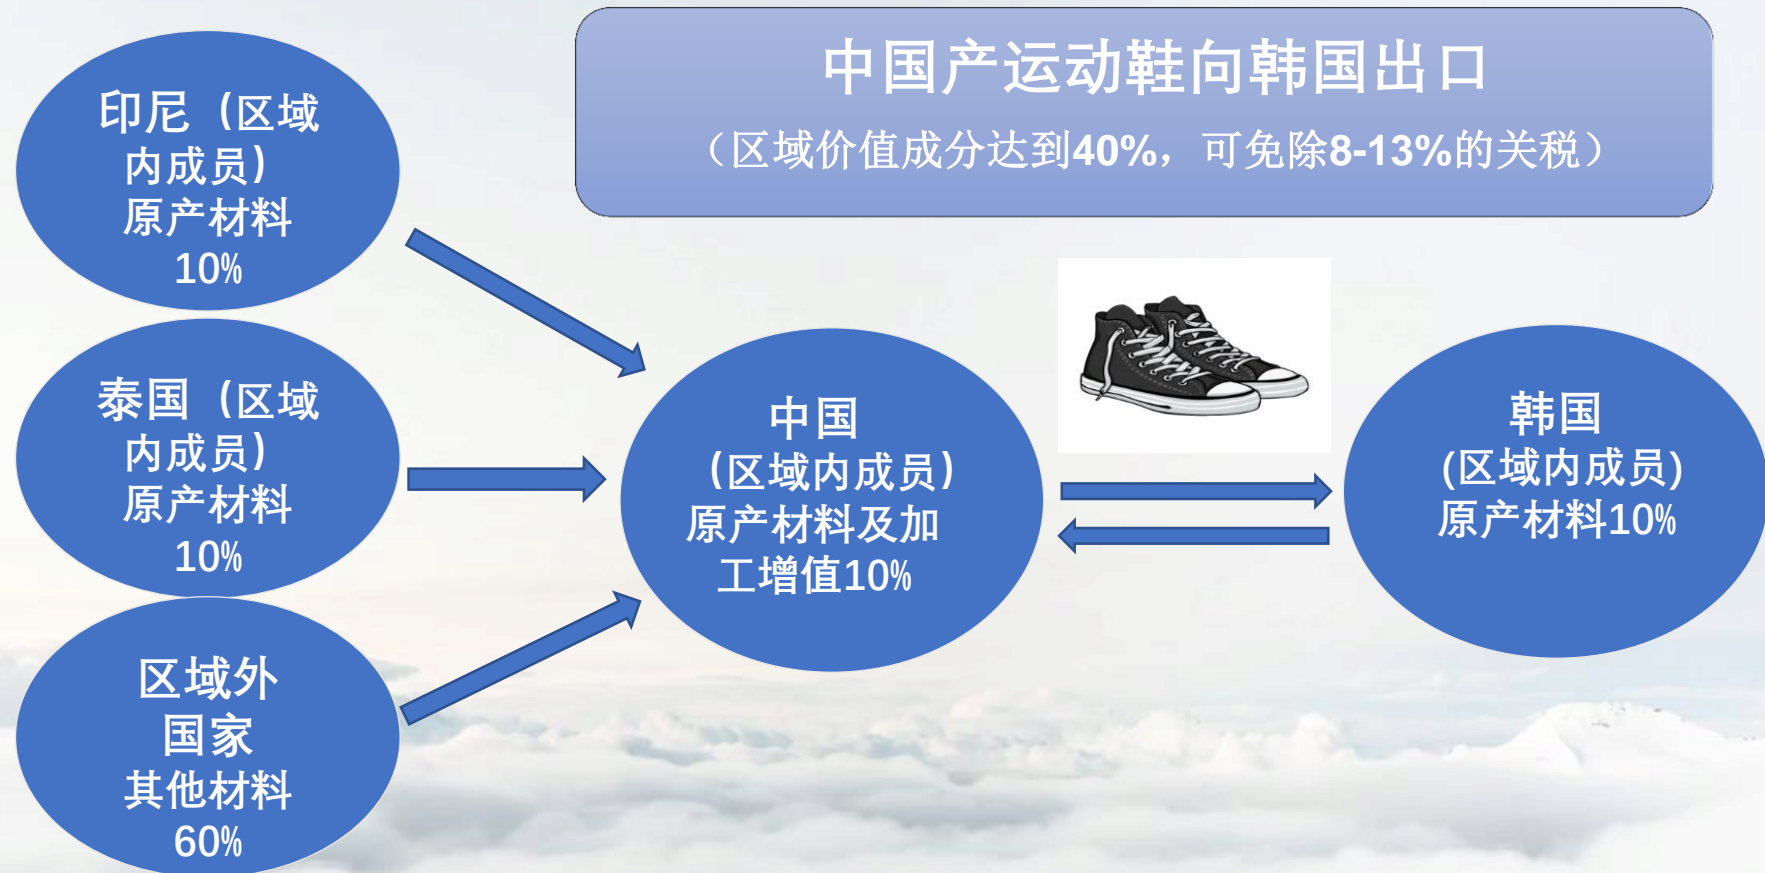 中国产运动鞋向韩国出口
（区域价值成分达到40%，可免除8-13%的关税）
印尼（区域
内成员）
原产材料
10%
泰国（区域
内成员）
原产材料
10%
区域外
国家
其他材料
60%
中国
（区域内成员）
原产材料及加
工增值10%
韩国
(区域内成员)
原产材料10%